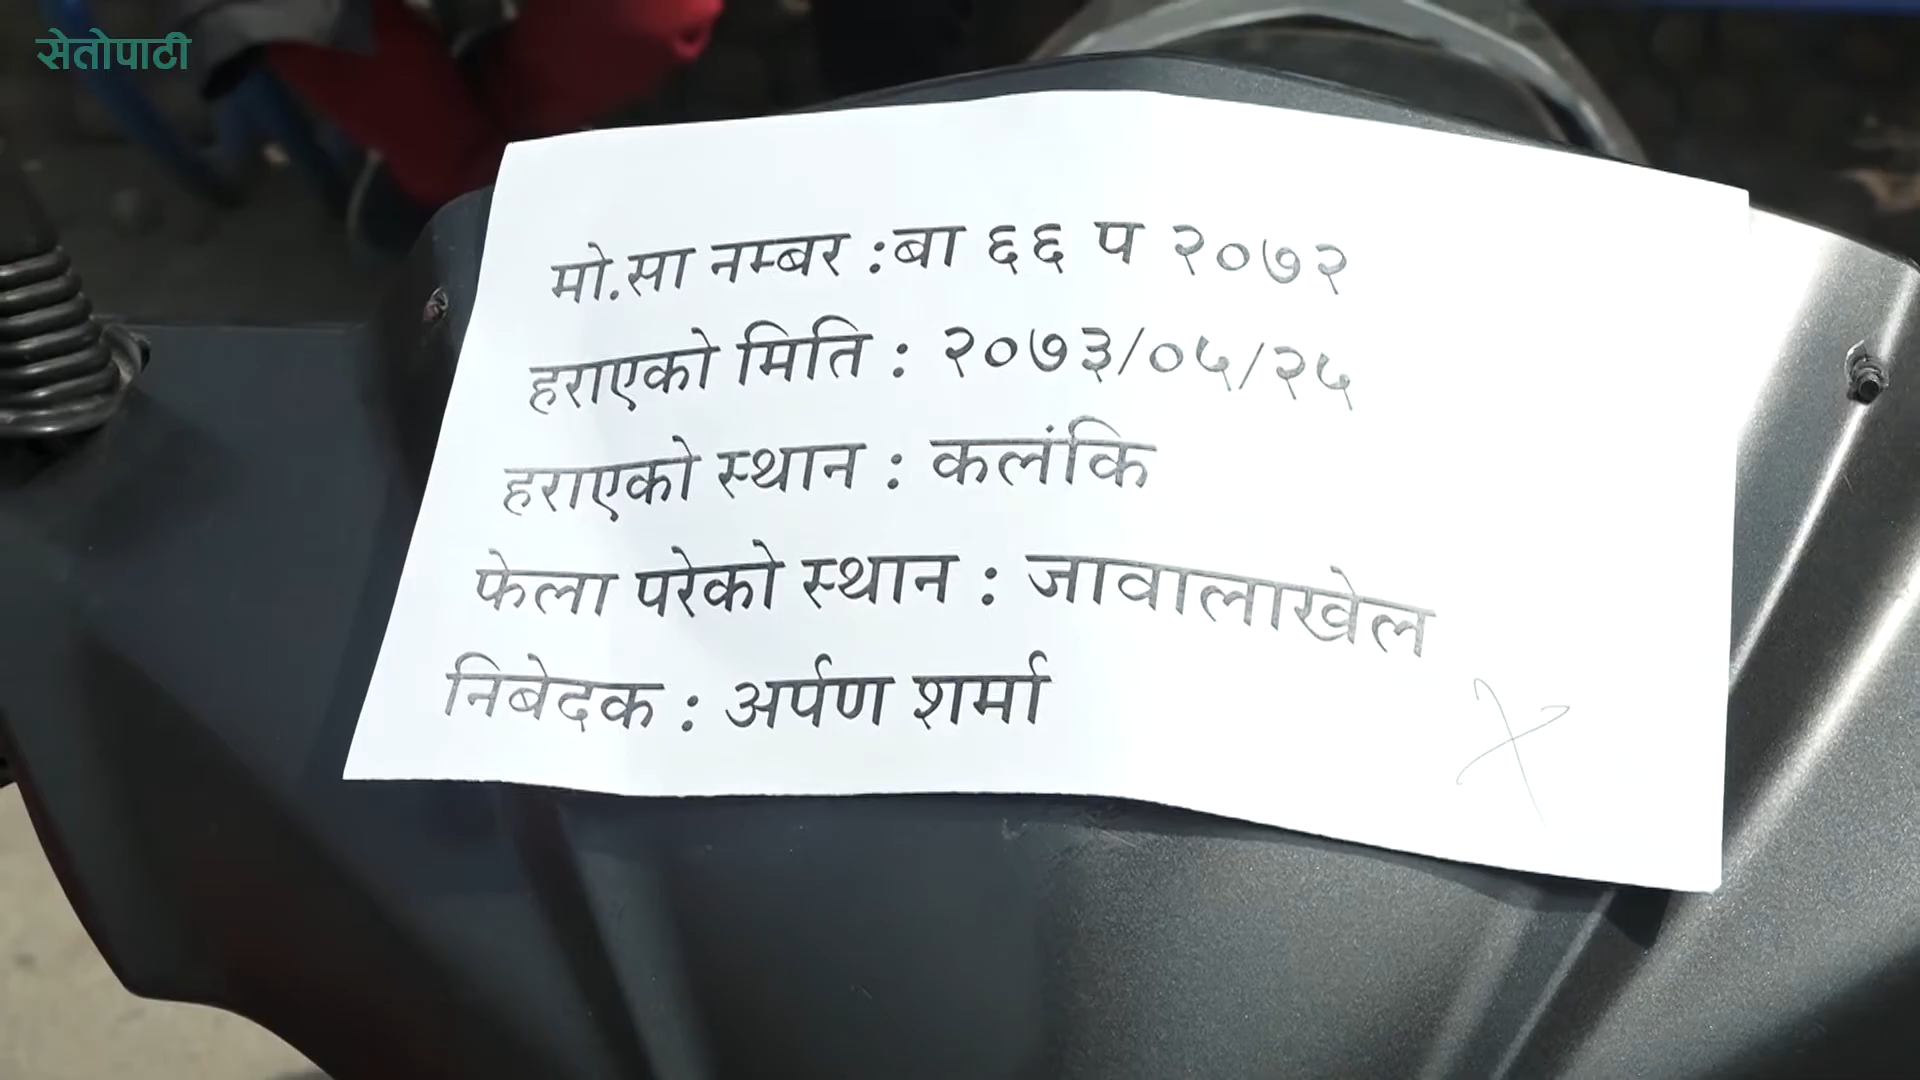 सेतोपाटी
मो.सा नम्बर :बा ६६ प २०७२
हराएको मिति : २०७३/०५/२५
हराएको स्थान : कलंकि
फेला परेको स्थान : जावालाखेल
निबेदक : अर्पण शर्मा